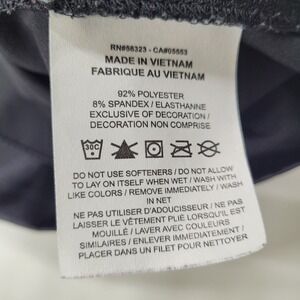 RN#56323 - CA#05553
MADE IN VIETNAM
FABRIQUE AU VIETNAM
92% POLYESTER
8% SPANDEX / ELASTHANNE
EXCLUSIVE OF DECORATION /
DECORATION NON COMPRISE
30C
DO NOT USE SOFTENERS / DO NOT ALLOW
TO LAY ON ITSELF WHEN WET / WASH WITH
LIKE COLORS / REMOVE IMMEDIATELY / WASH
IN NET
NE PAS UTILISER D'ADOUCISSEUR / NE PAS
LAISSER LE VÊTEMENT PLIÉ LORSQU'IL EST
MOUILLÉ / LAVER AVEC COULEURS
SIMILAIRES / ENLEVER IMMEDIATEMENT /
PLACER DANS UN FILET POUR NETTOYER